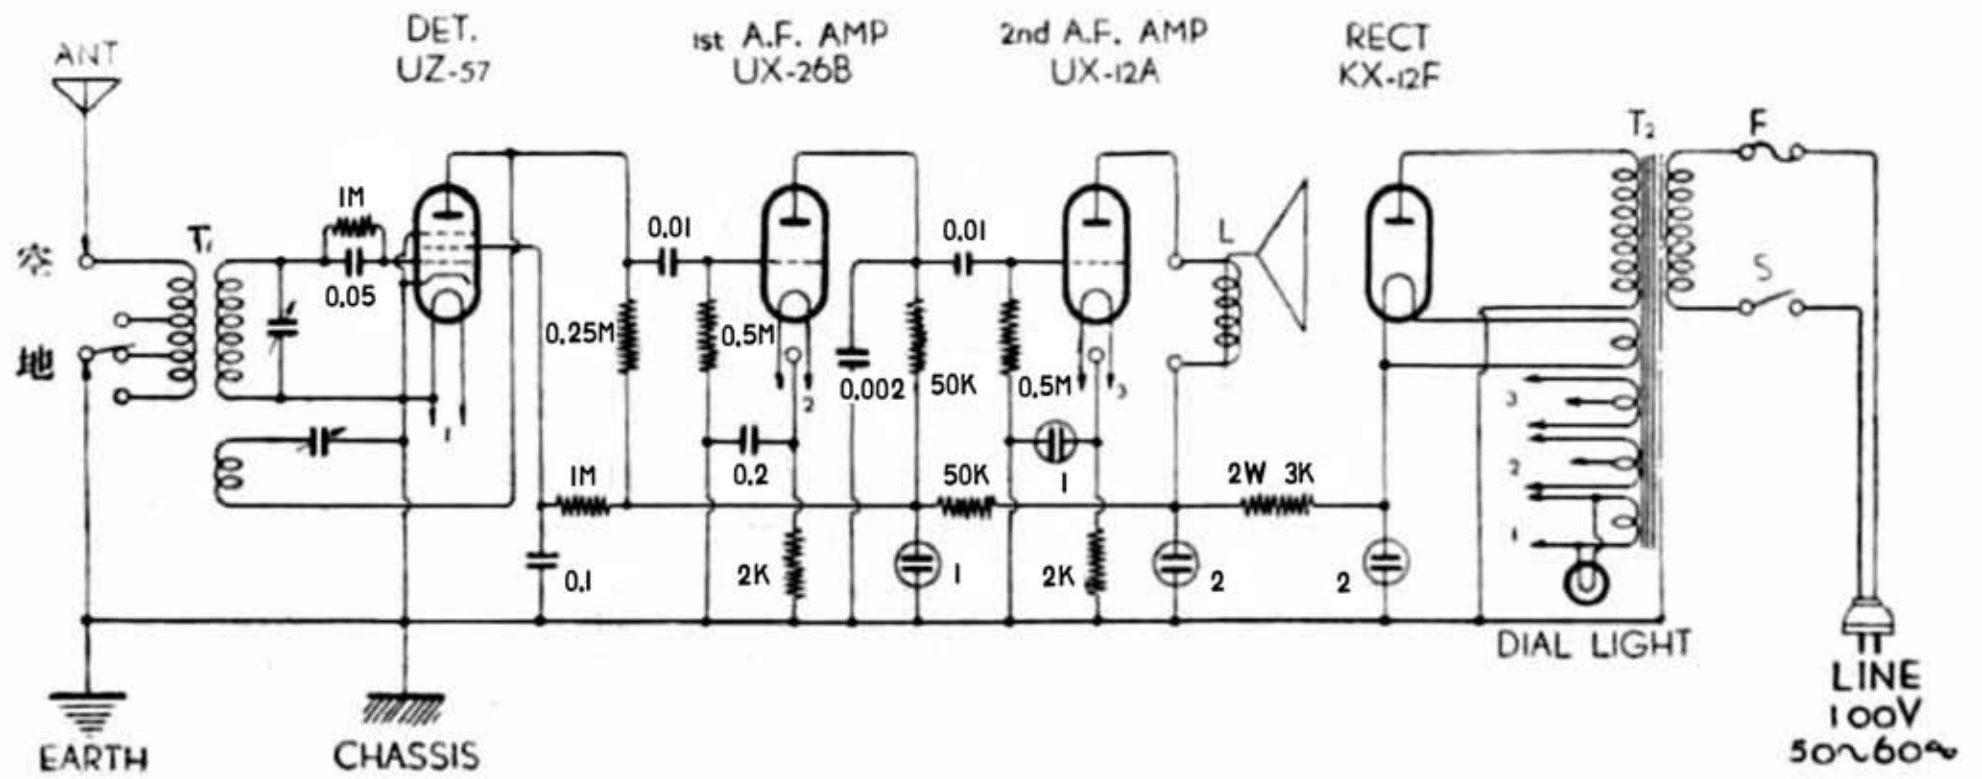 ANT
DET.
UZ-57
1st A.F. AMP
UX-26B
2nd A.F. AMP
UX-12A
RECT
KX-12F
T2
F
1M
T1
空
0.05
0.01
0.01
L
S
0.25M
0.5M
地
0.002
50K
0.5M
3
3
2
1
1M
0.2
50K
1
2W 3K
2
1
0.1
2K
1
2K
2
2
DIAL LIGHT
LINE
100V
50~60~
EARTH
CHASSIS